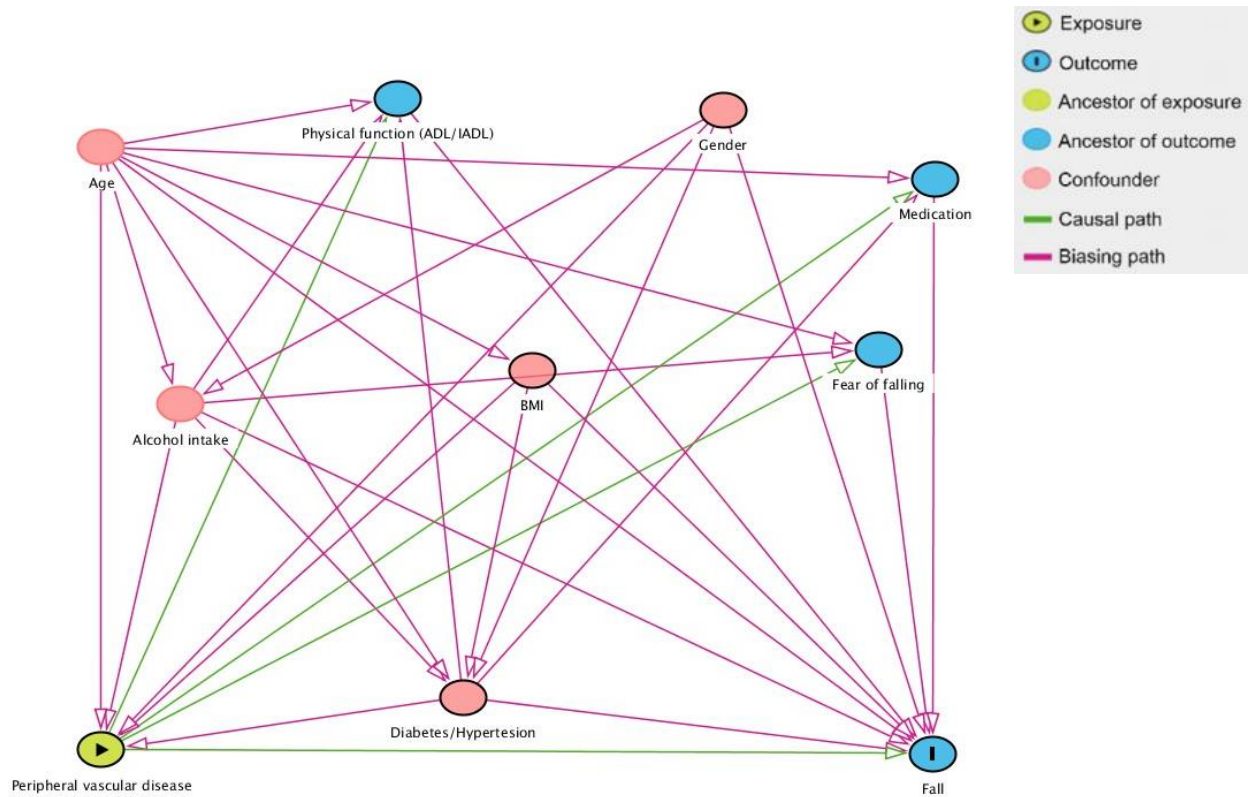 Exposure
Outcome
Ancestor of exposure
Ancestor of outcome
Confounder
Causal path
Biasing path
Physical function (ADL/IADL)
Gender
Age
Medication
Fear of falling
BMI
Alcohol intake
Diabetes/Hypertesion
Peripheral vascular disease
Fall